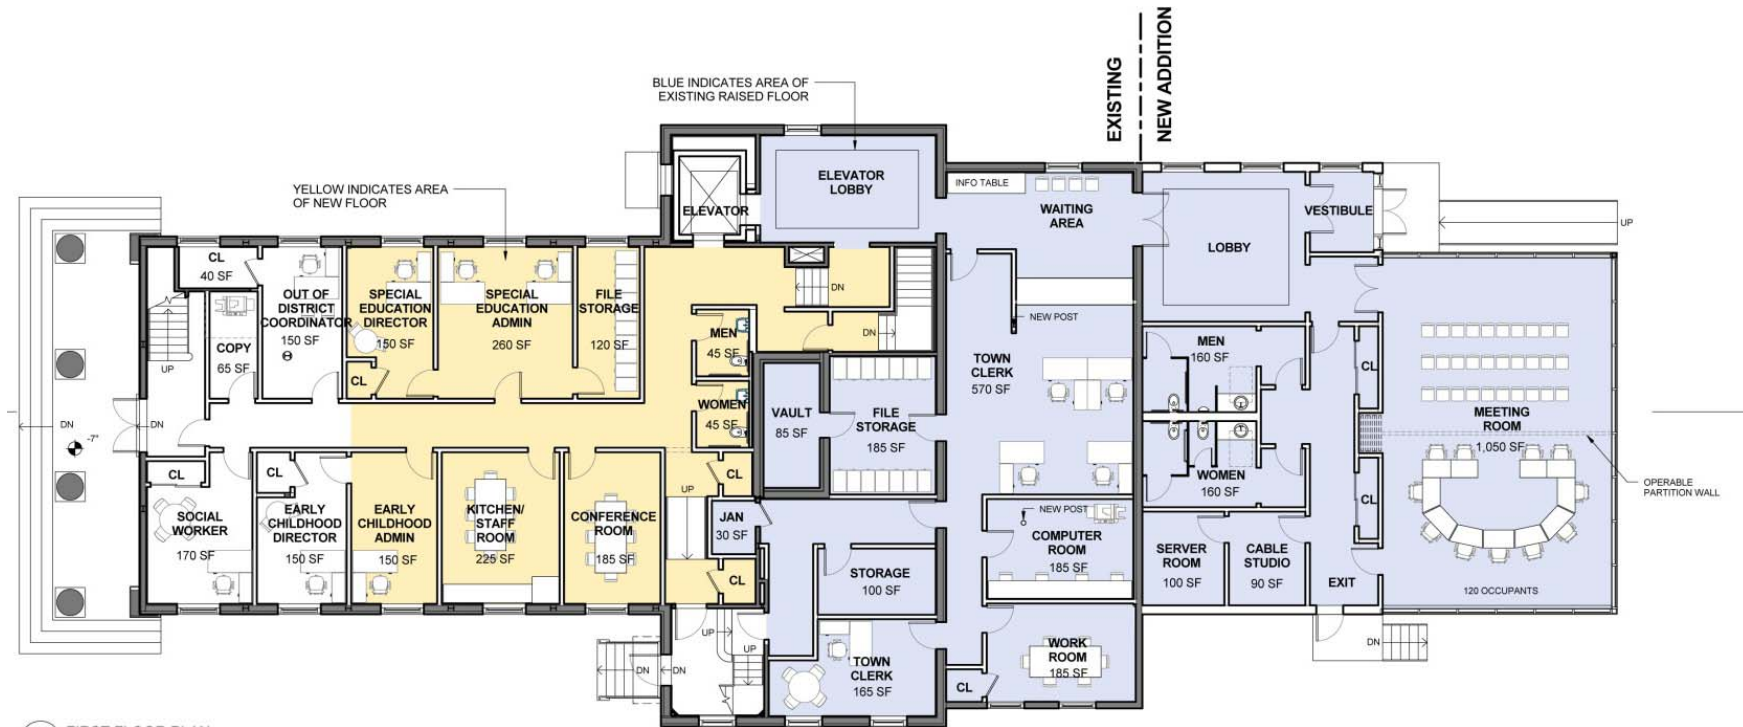 EXISTING
NEW ADDITION
BLUE INDICATES AREA OF
EXISTING RAISED FLOOR
YELLOW INDICATES AREA
OF NEW FLOOR
ELEVATOR
ELEVATOR
LOBBY
INFO TABLE
WAITING
AREA
LOBBY
VESTIBULE
UP
CL
40 SF
OUT OF
DISTRICT
COORDINATOR
150 SF
SPECIAL
EDUCATION
DIRECTOR
150 SF
SPECIAL
EDUCATION
ADMIN
260 SF
FILE
STORAGE
120 SF
DN
DN
NEW POST
COPY
65 SF
UP
CL
MEN
45 SF
WOMEN
45 SF
VAULT
85 SF
FILE
STORAGE
185 SF
TOWN
CLERK
570 SF
MEN
160 SF
WOMEN
160 SF
CL
CL
MEETING
ROOM
1,050 SF
OPERABLE
PARTITION WALL
120 OCCUPANTS
DN
-7"
DN
CL
SOCIAL
WORKER
170 SF
CL
EARLY
CHILDHOOD
DIRECTOR
150 SF
EARLY
CHILDHOOD
ADMIN
150 SF
KITCHEN/
STAFF
ROOM
225 SF
CONFERENCE
ROOM
185 SF
UP
CL
JAN
30 SF
CL
STORAGE
100 SF
NEW POST
COMPUTER
ROOM
185 SF
SERVER
ROOM
100 SF
CABLE
STUDIO
90 SF
EXIT
DN
UP
UP
DN
DN
TOWN
CLERK
165 SF
CL
WORK
ROOM
185 SF
FIRST FLOOR PLAN